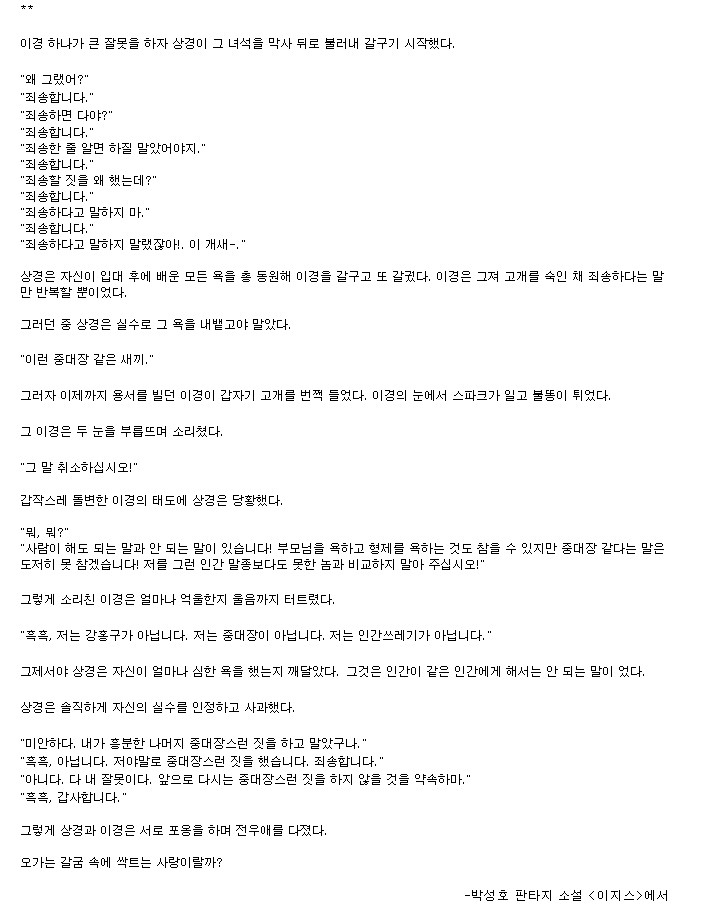 **
이경 하나가 큰 잘못을 하자 상경이 그 녀석을 막사 뒤로 불러내 갈구기 시작했다.
"왜 그랬어?"
"죄송합니다."
"죄송하면 다야?"
"죄송합니다."
"죄송한 줄 알면 하질 말았어야지."
"죄송합니다."
"죄송할 짓을 왜 했는데?"
"죄송합니다."
"죄송하다고 말하지 마."
"죄송합니다."
"죄송하다고 말하지 말랬잖아!. 이 개새-."
상경은 자신이 입대 후에 배운 모든 욕을 총 동원해 이경을 갈구고 또 갈궜다. 이경은 그져 고개를 숙인 채 죄송하다는 말
만 반복할 뿐이었다.
그러던 중 상경은 실수로 그 욕을 내뱉고야 말았다.
"이런 중대장 같은 새끼."
그러자 이제까지 용서를 빌던 이경이 갑자기 고개를 번쩍 들었다. 이경의 눈에서 스파크가 일고 불똥이 튀었다.
그 이경은 두 눈을 부릅뜨며 소리쳤다.
"그 말 취소하십시오!"
갑작스레 돌변한 이경의 태도에 상경은 당황했다.
"뭐, 뭐?"
"사람이 해도 되는 말과 안 되는 말이 있습니다! 부모님을 욕하고 형제를 욕하는 것도 참을 수 있지만 중대장 같다는 말은
도저히 못 참겠습니다! 저를 그런 인간 말종보다도 못한 놈과 비교하지 말아 주십시오!"
그렇게 소리친 이경은 얼마나 억울한지 울음까지 터트렸다.
"흑흑, 저는 강홍구가 아닙니다. 저는 중대장이 아닙니다. 저는 인간쓰레기가 아닙니다."
그제서야 상경은 자신이 얼마나 심한 욕을 했는지 깨달았다. 그것은 인간이 같은 인간에게 해서는 안 되는 말이 었다.
상경은 솔직하게 자신의 실수를 인정하고 사과했다.
"미안하다. 내가 흥분한 나머지 중대장스런 짓을 하고 말았구나."
"흑흑, 아닙니다. 저야말로 중대장스런 짓을 했습니다. 죄송합니다."
"아니다. 다 내 잘못이다. 앞으로 다시는 중대장스런 짓을 하지 않을 것을 약속하마."
"흑흑, 갑사합니다."
그렇게 상경과 이경은 서로 포옹을 하며 전우애를 다졌다.
오가는 갈굼 속에 싹트는 사랑이랄까?
-박성호 판타지 소설 <이지스>에서